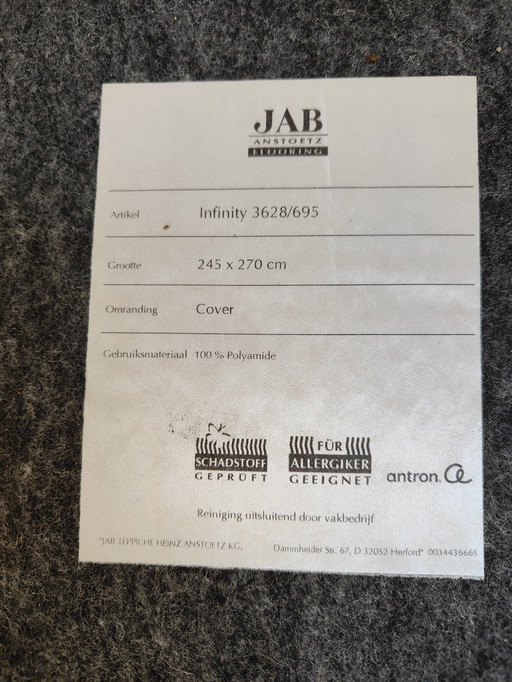 JAB
ANSTOETZ
FLOORING
Artikel Infinity 3628/695
Grootte 245 x 270 cm
Omranding Cover
Gebruiksmateriaal 100 % Polyamide
SCHADSTOFF
GEPRÜFT
FÜR
ALLERGIKER
GEEIGNET
antron.
Reiniging uitsluitend door vakbedrijf
"JAB TEPPICHE HEINZ ANSTOETZ KG, Dammheider Str. 67, D 32052 Herford" 0034436665